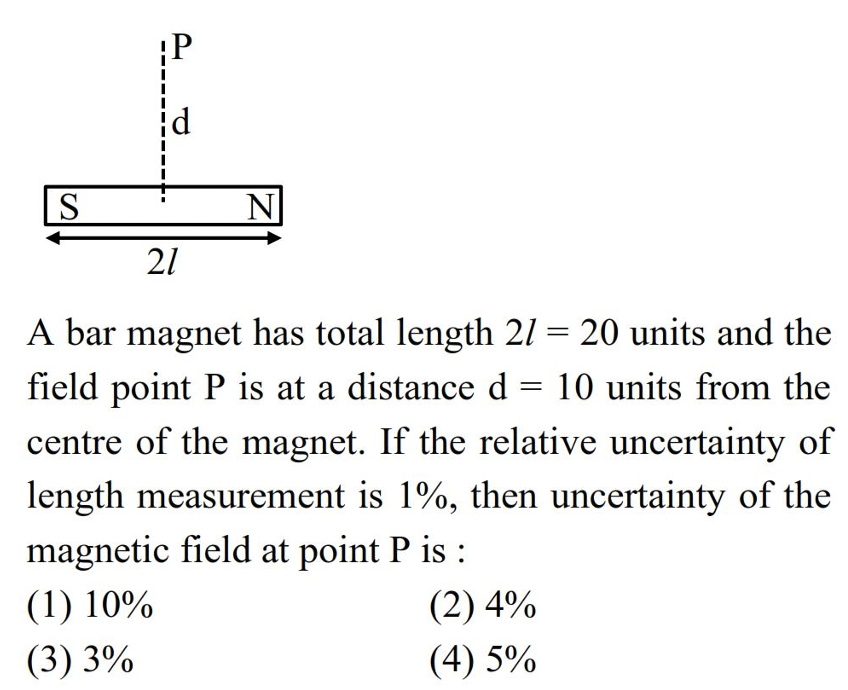 P
d
S N
2l
A bar magnet has total length 2l = 20 units and the
field point P is at a distance d = 10 units from the
centre of the magnet. If the relative uncertainty of
length measurement is 1%, then uncertainty of the
magnetic field at point P is :
(1) 10% (2) 4%
(3) 3% (4) 5%